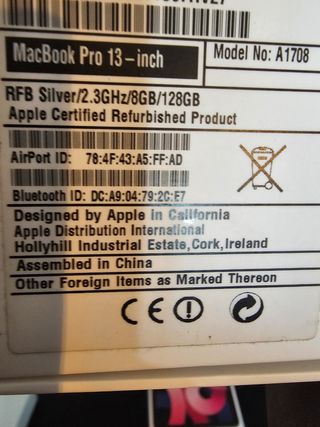 MacBook Pro 13-inch
Model No: A1708
RFB Silver/2.3GHz/8GB/128GB
Apple Certified Refurbished Product
AirPort ID: 78:4F:43:A5:FF:AD
Bluetooth ID: DC:A9:04:79:2C:E7
Designed by Apple in California
Apple Distribution International
Hollyhill Industrial Estate, Cork, Ireland
Assembled in China
Other Foreign Items as Marked Thereon
CE